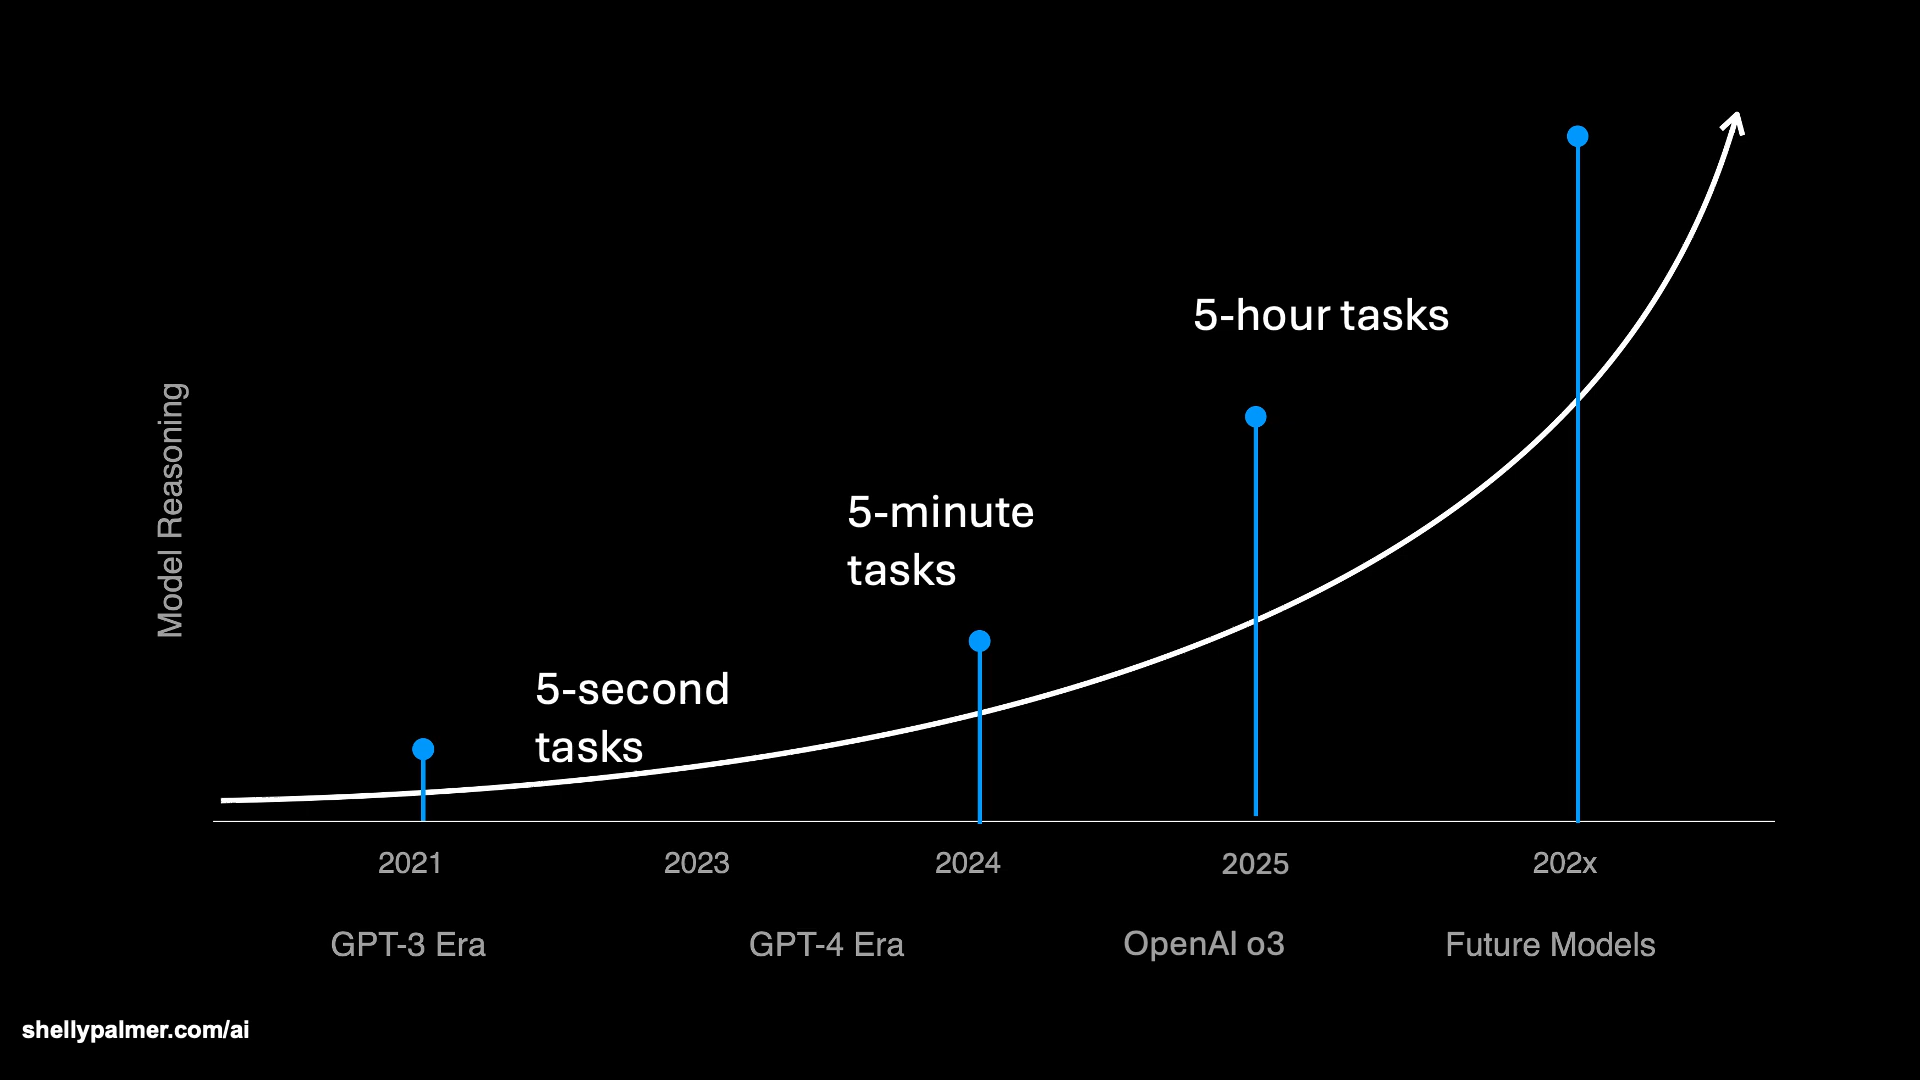 5-hour tasks
5-minute
tasks
5-second
tasks
Model Reasoning
2021
2023
2024
2025
202x
GPT-3 Era
GPT-4 Era
OpenAI o3
Future Models
shellypalmer.com/ai